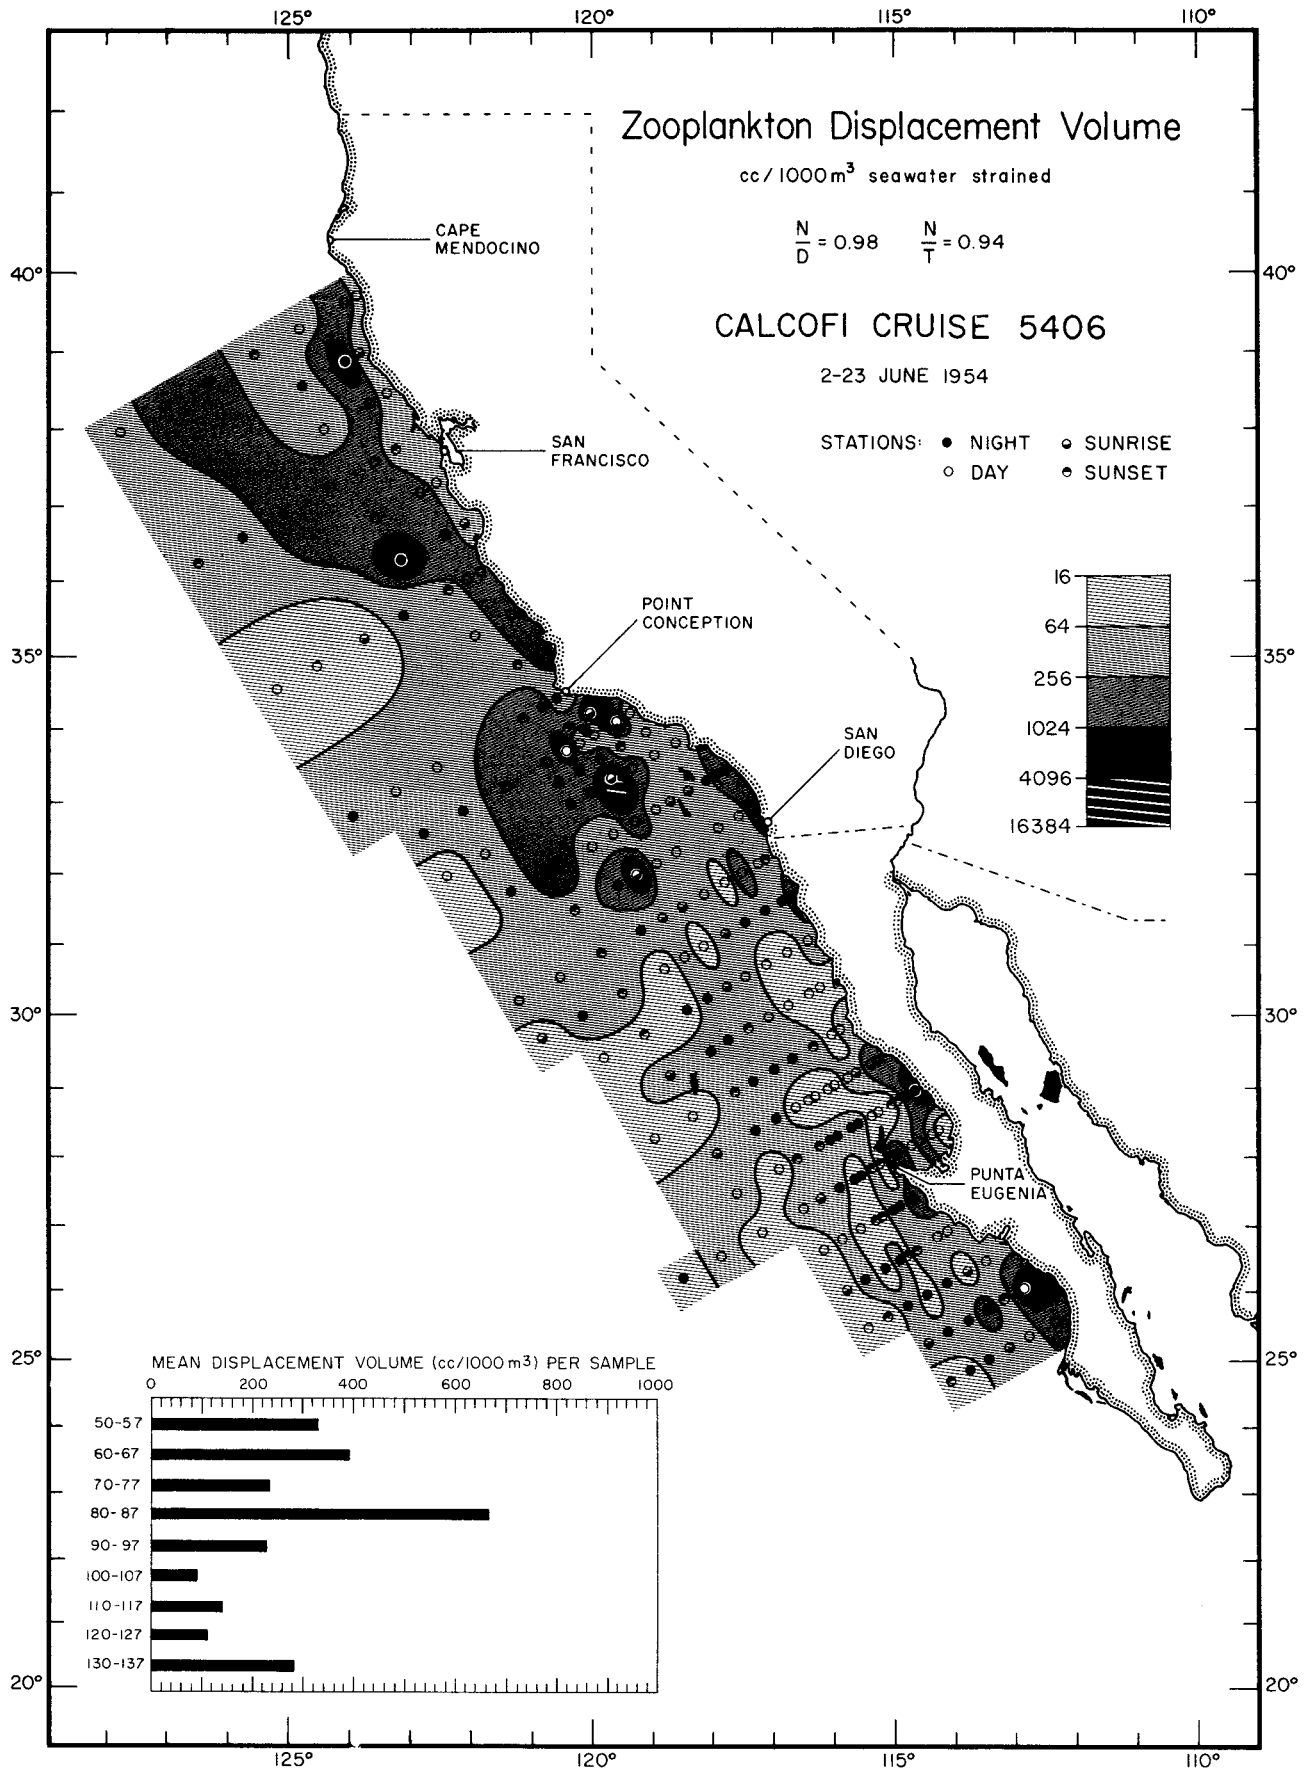 125° 120° 115° 110°
Zooplankton Displacement Volume
cc/1000m³ seawater strained
N/D = 0.98 N/T = 0.94
CALCOFI CRUISE 5406
2-23 JUNE 1954
STATIONS: NIGHT SUNRISE
DAY SUNSET
CAPE
MENDOCINO
40° 40°
SAN
FRANCISCO
16
64
256
1024
4096
16384
POINT
CONCEPTION
35° 35°
SAN
DIEGO
30° 30°
PUNTA
EUGENIA
25° 25°
MEAN DISPLACEMENT VOLUME (cc/1000m³) PER SAMPLE
0 200 400 600 800 1000
50-57
60-67
70-77
80-87
90-97
100-107
110-117
120-127
130-137
20° 20°
125° 120° 115° 110°